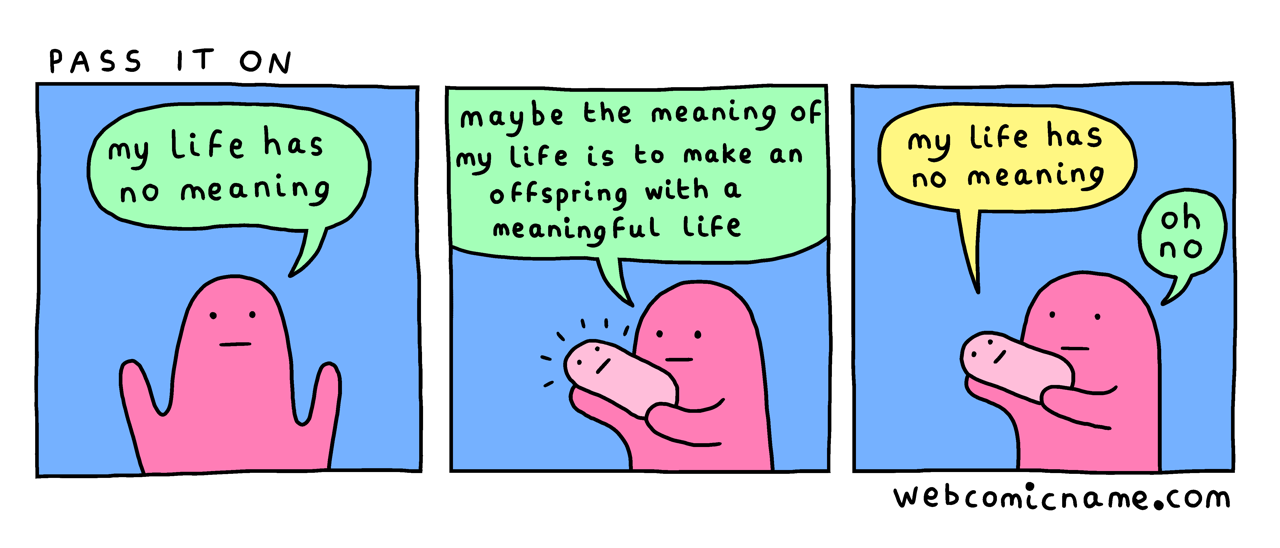 PASS IT ON
my life has
no meaning
maybe the meaning of
my life is to make an
offspring with a
meaningful life
my life has
no meaning
oh
no
webcomicname.com